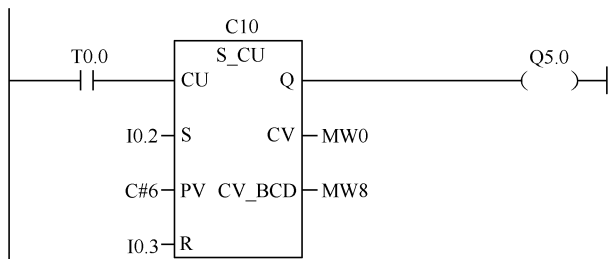 C10
S_CU
T0.0 CU Q Q5.0
I0.2 S CV MW0
C#6 PV CV_BCD MW8
I0.3 R